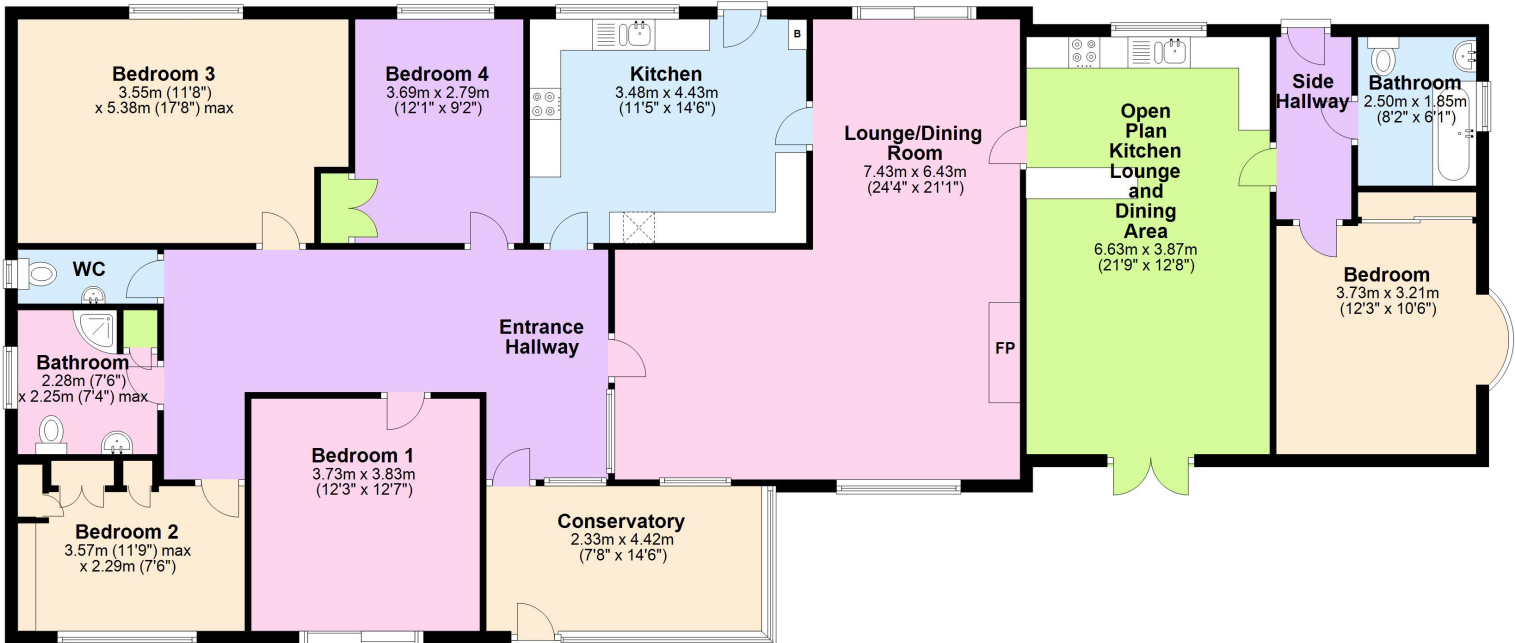 Bedroom 3
3.55m (11'8")
x 5.38m (17'8") max
Bedroom 4
3.69m x 2.79m
(12'1" x 9'2")
Kitchen
3.48m x 4.43m
(11'5" x 14'6")
B
Lounge/Dining
Room
7.43m x 6.43m
(24'4" x 21'1")
Open
Plan
Kitchen
Lounge
and
Dining
Area
6.63m x 3.87m
(21'9" x 12'8")
Side
Hallway
Bathroom
2.50m x 1.85m
(8'2" x 6'1")
WC
Entrance
Hallway
Bedroom
3.73m x 3.21m
(12'3" x 10'6")
FP
Bathroom
2.28m (7'6")
x 2.25m (7'4") max
Bedroom 1
3.73m x 3.83m
(12'3" x 12'7")
Bedroom 2
3.57m (11'9") max
x 2.29m (7'6")
Conservatory
2.33m x 4.42m
(7'8" x 14'6")